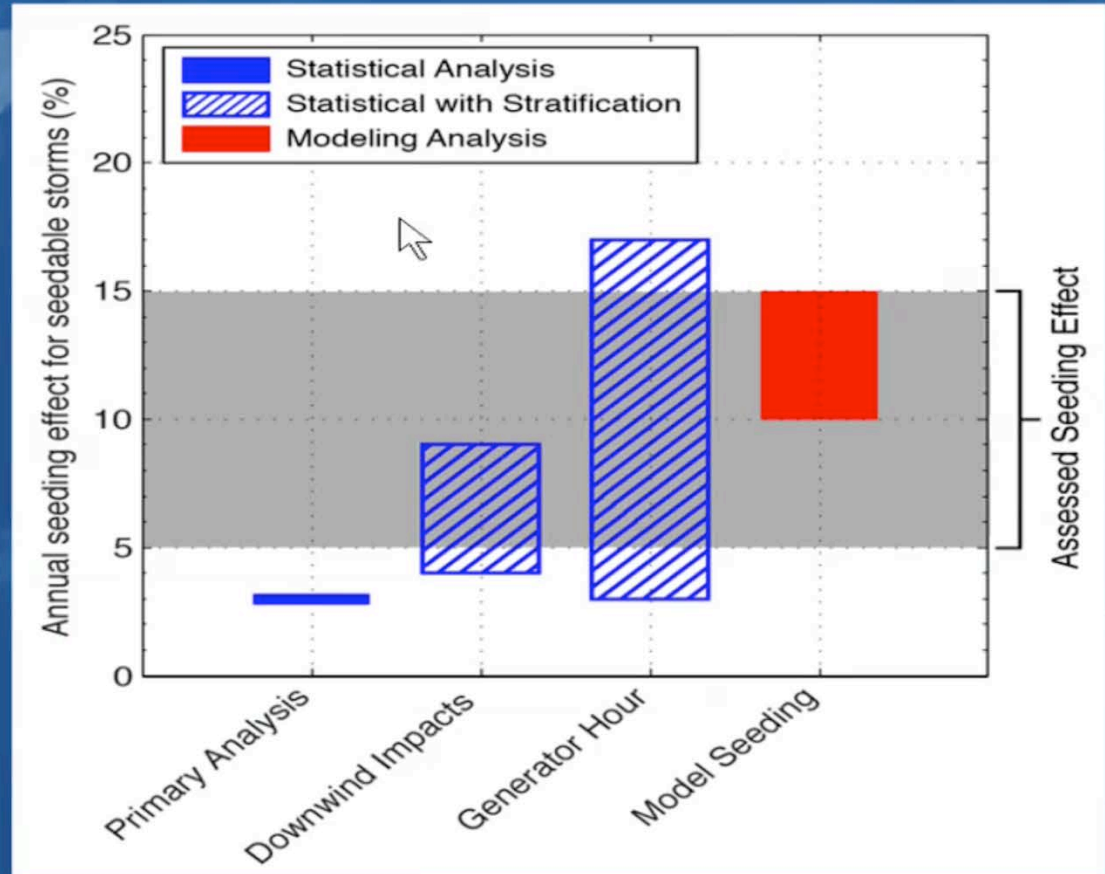 Annual seeding effect for seedable storms (%)
25
20
15
10
5
0
Statistical Analysis
Statistical with Stratification
Modeling Analysis
Primary Analysis
Downwind Impacts
Generator Hour
Model Seeding
Assessed Seeding Effect